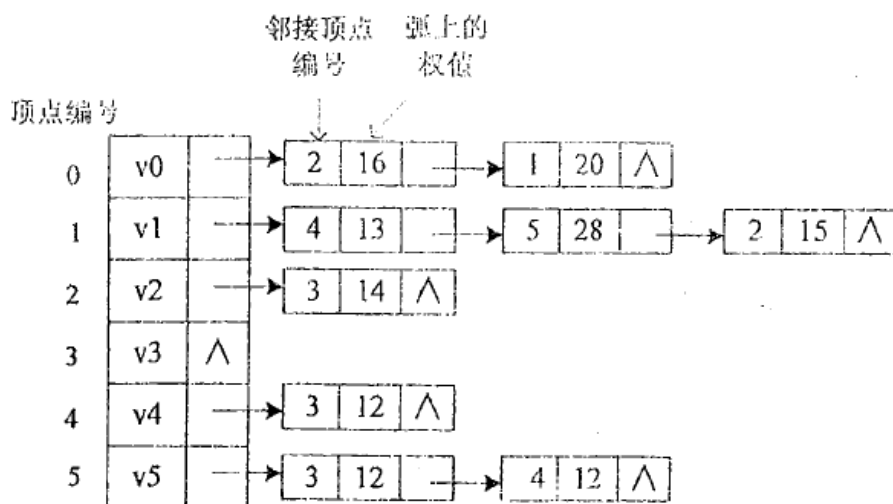 邻接顶点 弧上的
编号 权值
顶点编号
0 v0 2 16 1 20 ∧
1 v1 4 13 5 28 2 15 ∧
2 v2 3 14 ∧
3 v3 ∧
4 v4 3 12 ∧
5 v5 3 12 4 12 ∧